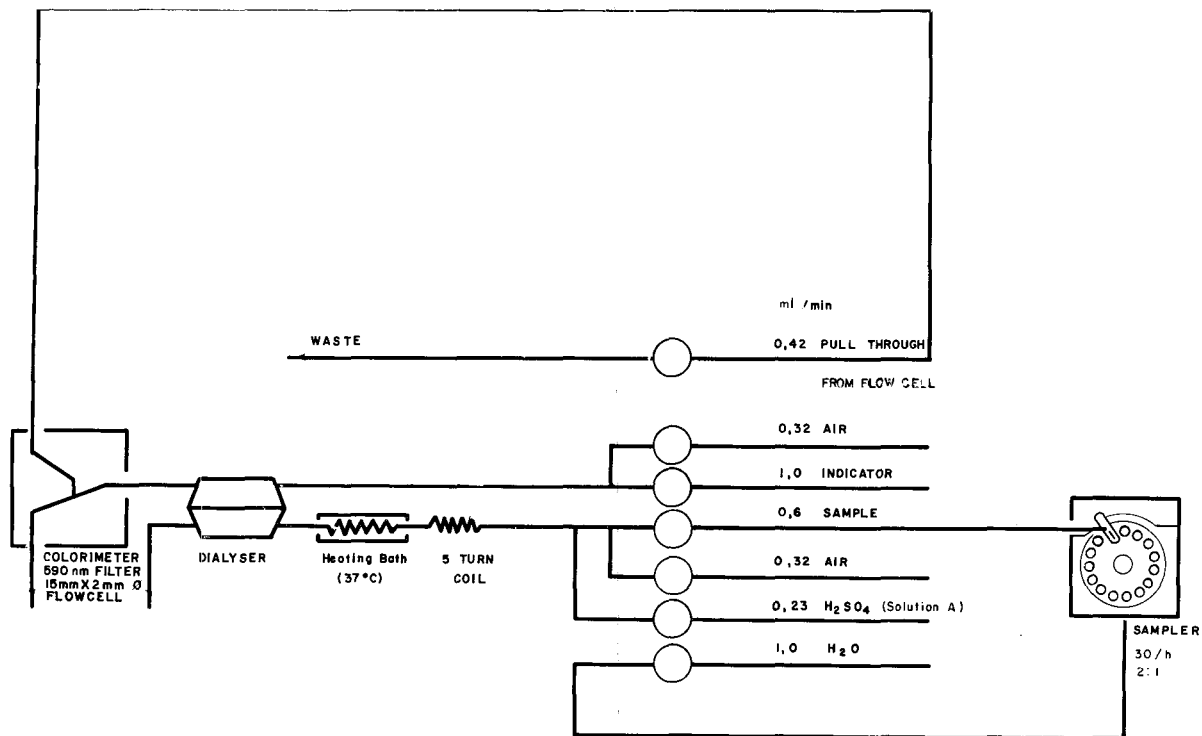 ml /min
WASTE
0,42 PULL THROUGH
FROM FLOW CELL
0,32 AIR
1,0 INDICATOR
0,6 SAMPLE
COLORIMETER
590 nm FILTER
15mm X 2mm Ø
FLOWCELL
DIALYSER
Heating Bath
(37°C)
5 TURN
COIL
0,32 AIR
0,23 H₂SO₄ (Solution A)
1,0 H₂O
SAMPLER
30/h
2:1